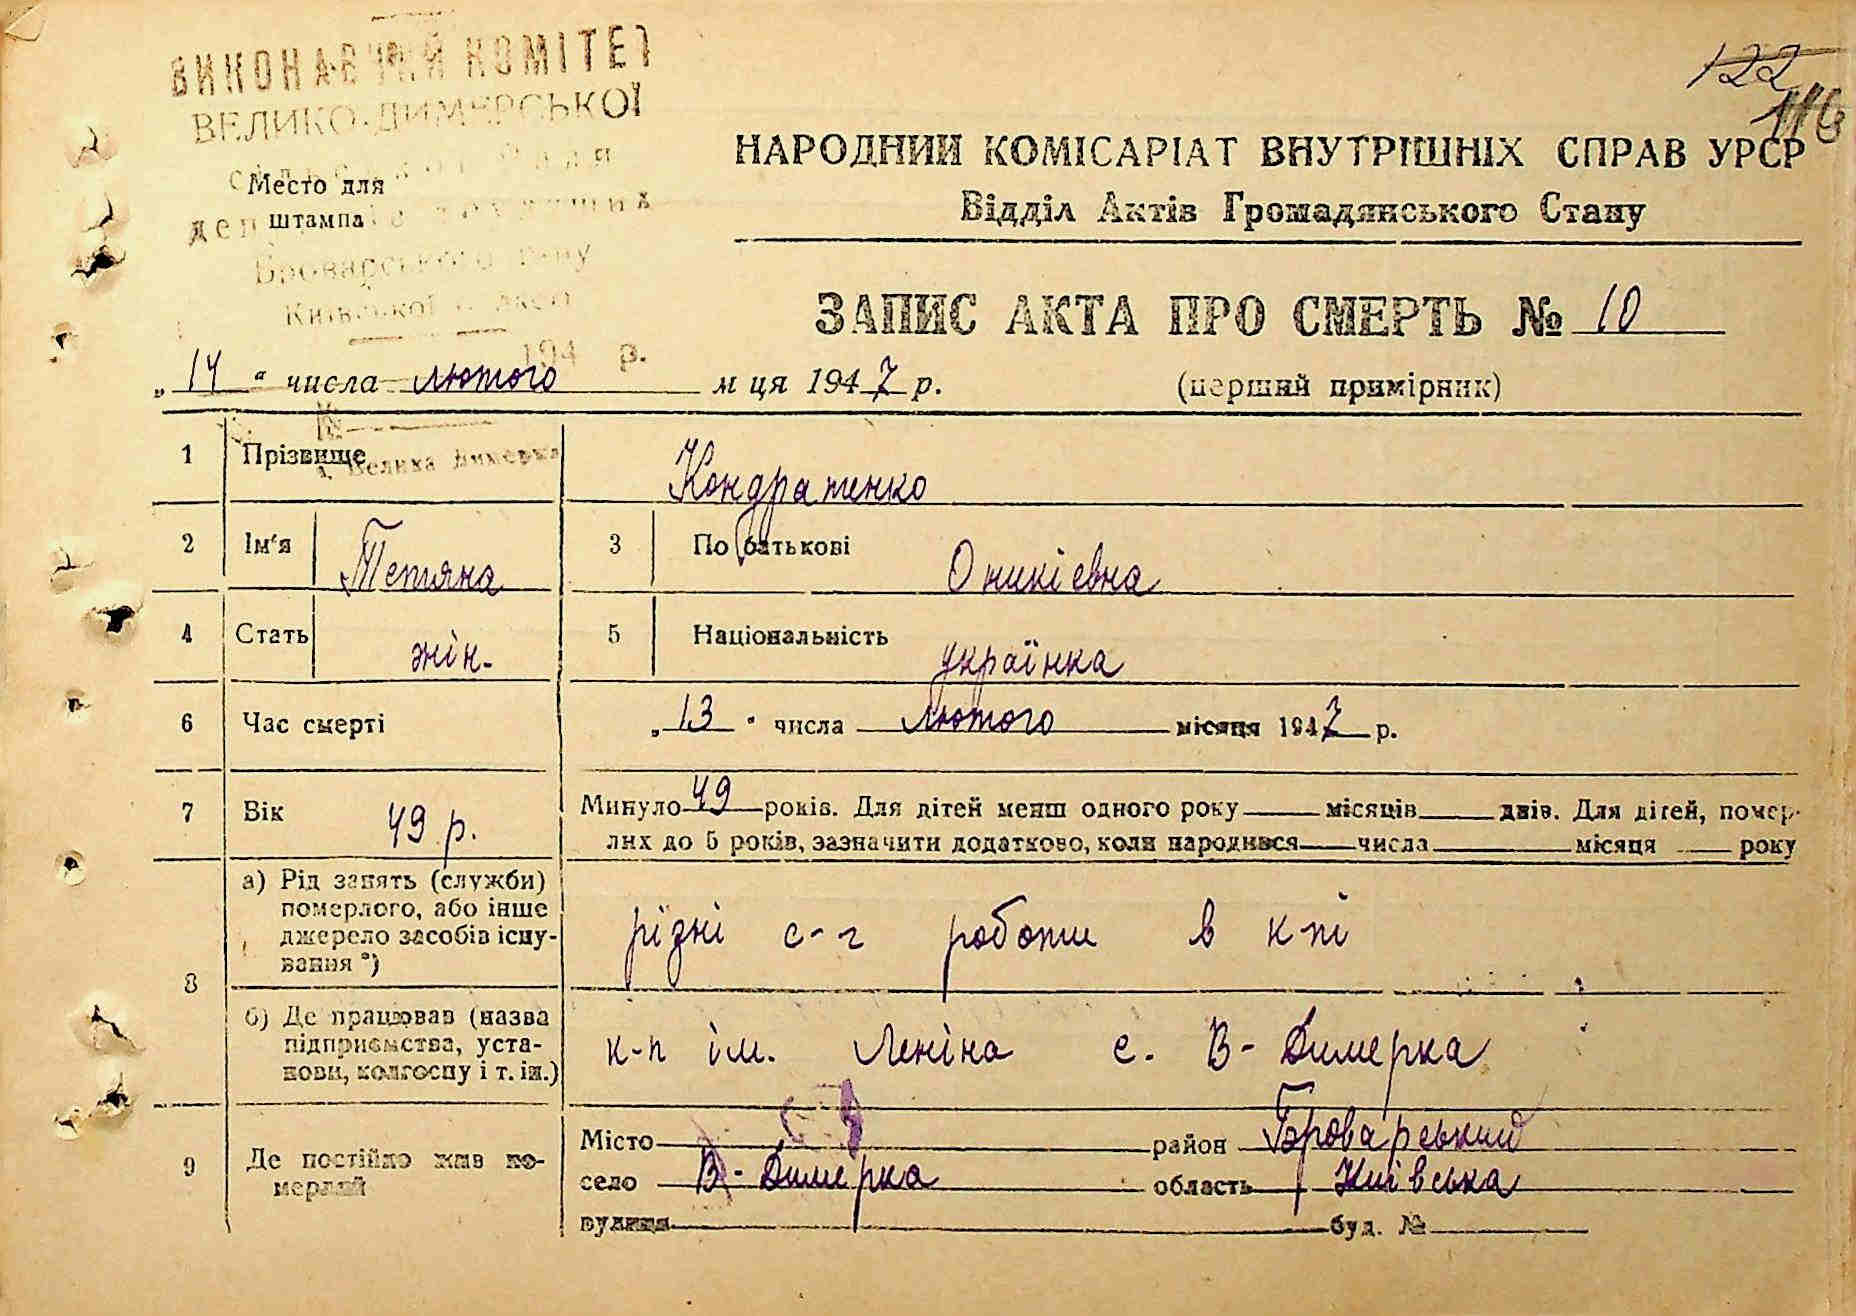 ВИКОНАВЧИЙ КОМІТЕТ
ВЕЛИКО-ДИМЕРСЬКОЇ
Место для
штампа
Броварського р-ну
Київської
194 р.
122
116
НАРОДНИЙ КОМІСАРІАТ ВНУТРІШНІХ СПРАВ УРСР
Відділ Актів Громадянського Стану
ЗАПИС АКТА ПРО СМЕРТЬ № 10
„14“ числа лютого м ця 1947 р. (перший примірник)
с. Велика Димерка
1 Прізвище Кондратенко
2 Ім'я Тетяна 3 По батькові Оникіевна
4 Стать жін. 5 Національність українка
6 Час смерті „13“ числа лютого місяця 1947 р.
7 Вік 49 р. Минуло 49 років. Для дітей менш одного року місяців днів. Для дітей, помер-
лих до 5 років, зазначити додатково, коли народився числа місяця року
8 а) Рід занять (служби)
померлого, або інше
джерело засобів існу-
вання *)
різні с-г роботи в к-пі
б) Де працював (назва
підприємства, уста-
нови, колгоспу і т. ін.)
к-п ім. Леніна с. В-Димерка
9 Де постійно жив по-
мерлий
Місто район Броварський
село В-Димерка область Київська
вулиця буд. №